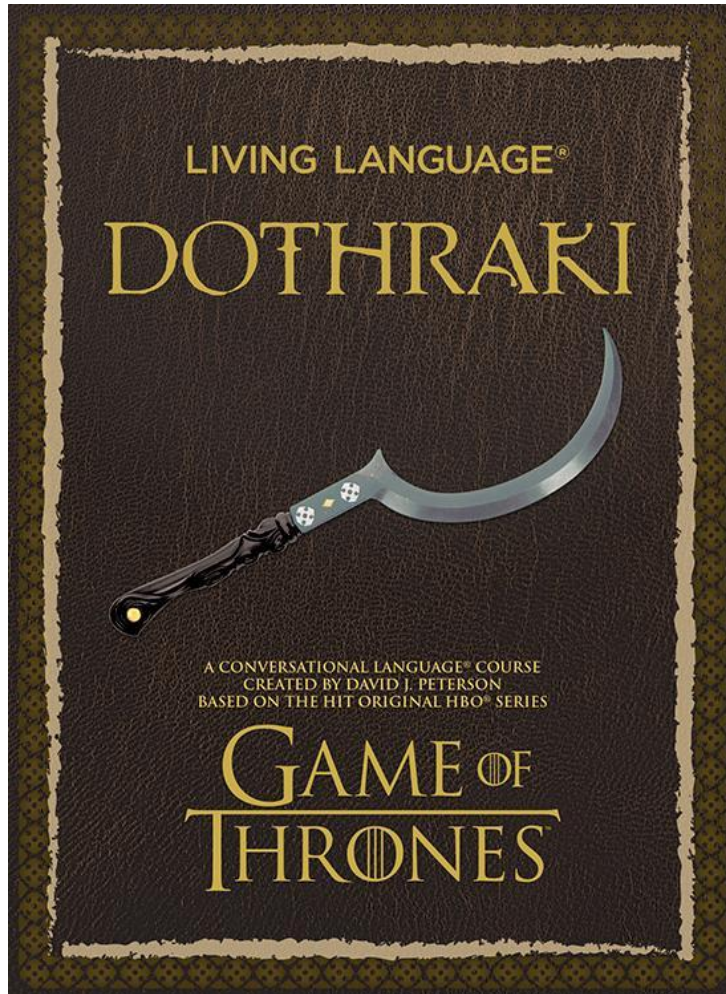 LIVING LANGUAGE®
DOTHRAKI
A CONVERSATIONAL LANGUAGE® COURSE
CREATED BY DAVID J. PETERSON
BASED ON THE HIT ORIGINAL HBO® SERIES
GAME OF
THRONES™